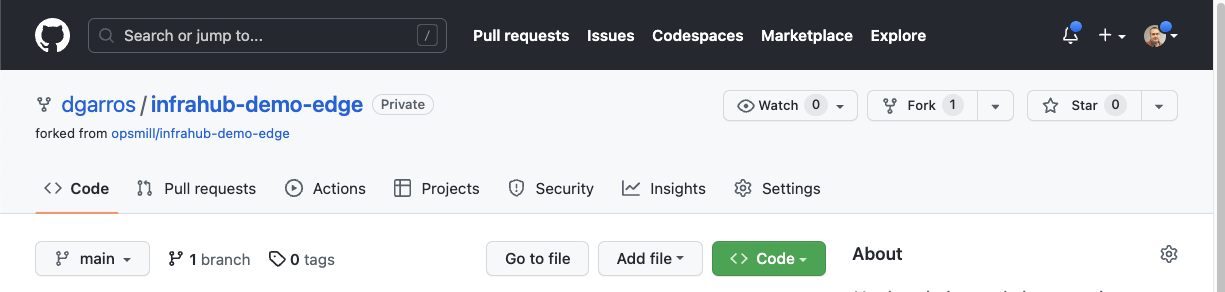 Search or jump to... / Pull requests Issues Codespaces Marketplace Explore
dgarros / infrahub-demo-edge Private Watch 0 Fork 1 Star 0
forked from opsmill/infrahub-demo-edge
Code Pull requests Actions Projects Security Insights Settings
main 1 branch 0 tags Go to file Add file Code About